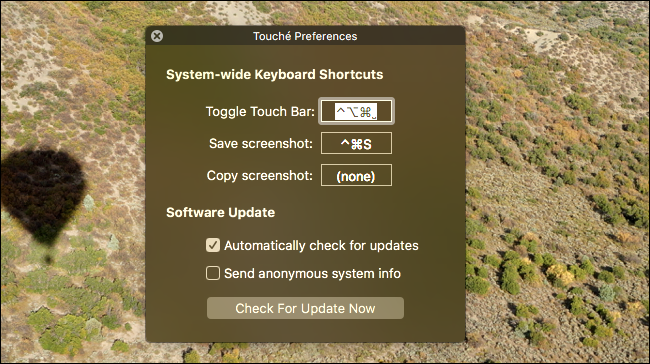 Touché Preferences
System-wide Keyboard Shortcuts
Toggle Touch Bar: ^⌥⌘⎵
Save screenshot: ^⌘S
Copy screenshot: (none)
Software Update
Automatically check for updates
Send anonymous system info
Check For Update Now